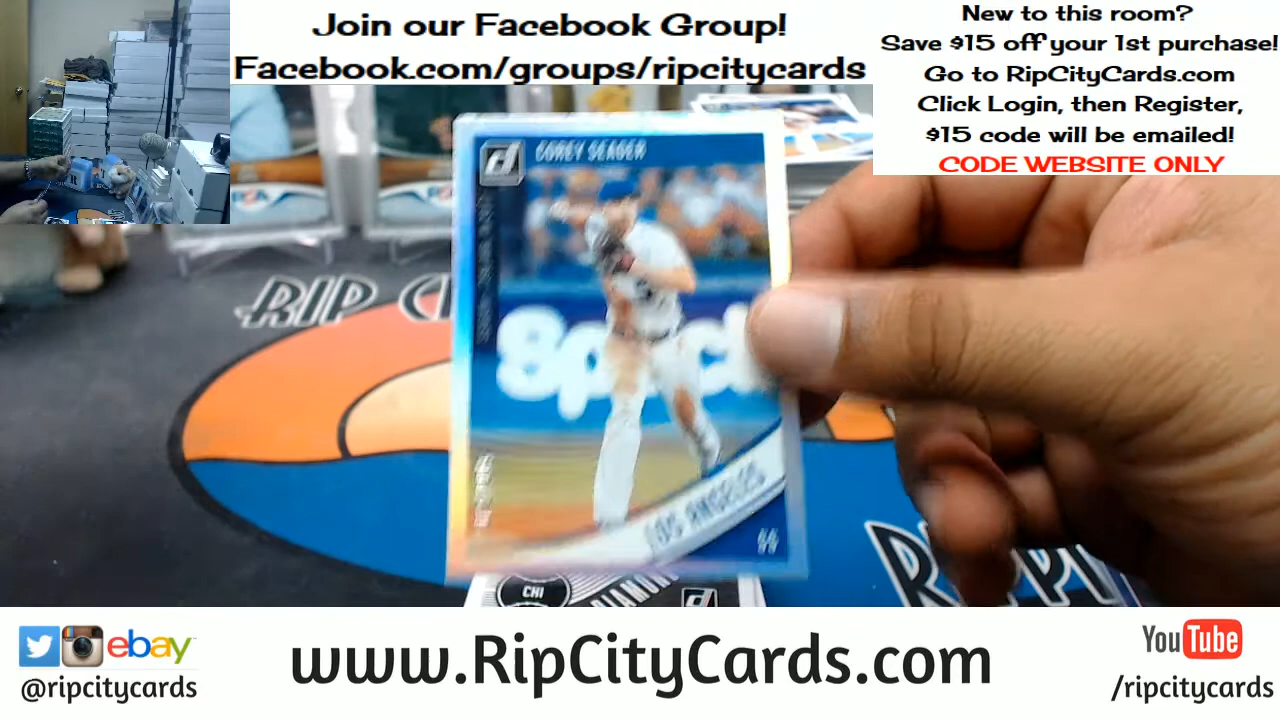 Join our Facebook Group!
Facebook.com/groups/ripcitycards
New to this room?
Save $15 off your 1st purchase!
Go to RipCityCards.com
Click Login, then Register,
$15 code will be emailed!
CODE WEBSITE ONLY
COREY SEAGER
RIP
LOS ANGELES
CHI
ebay
@ripcitycards
www.RipCityCards.com
YouTube
/ripcitycards